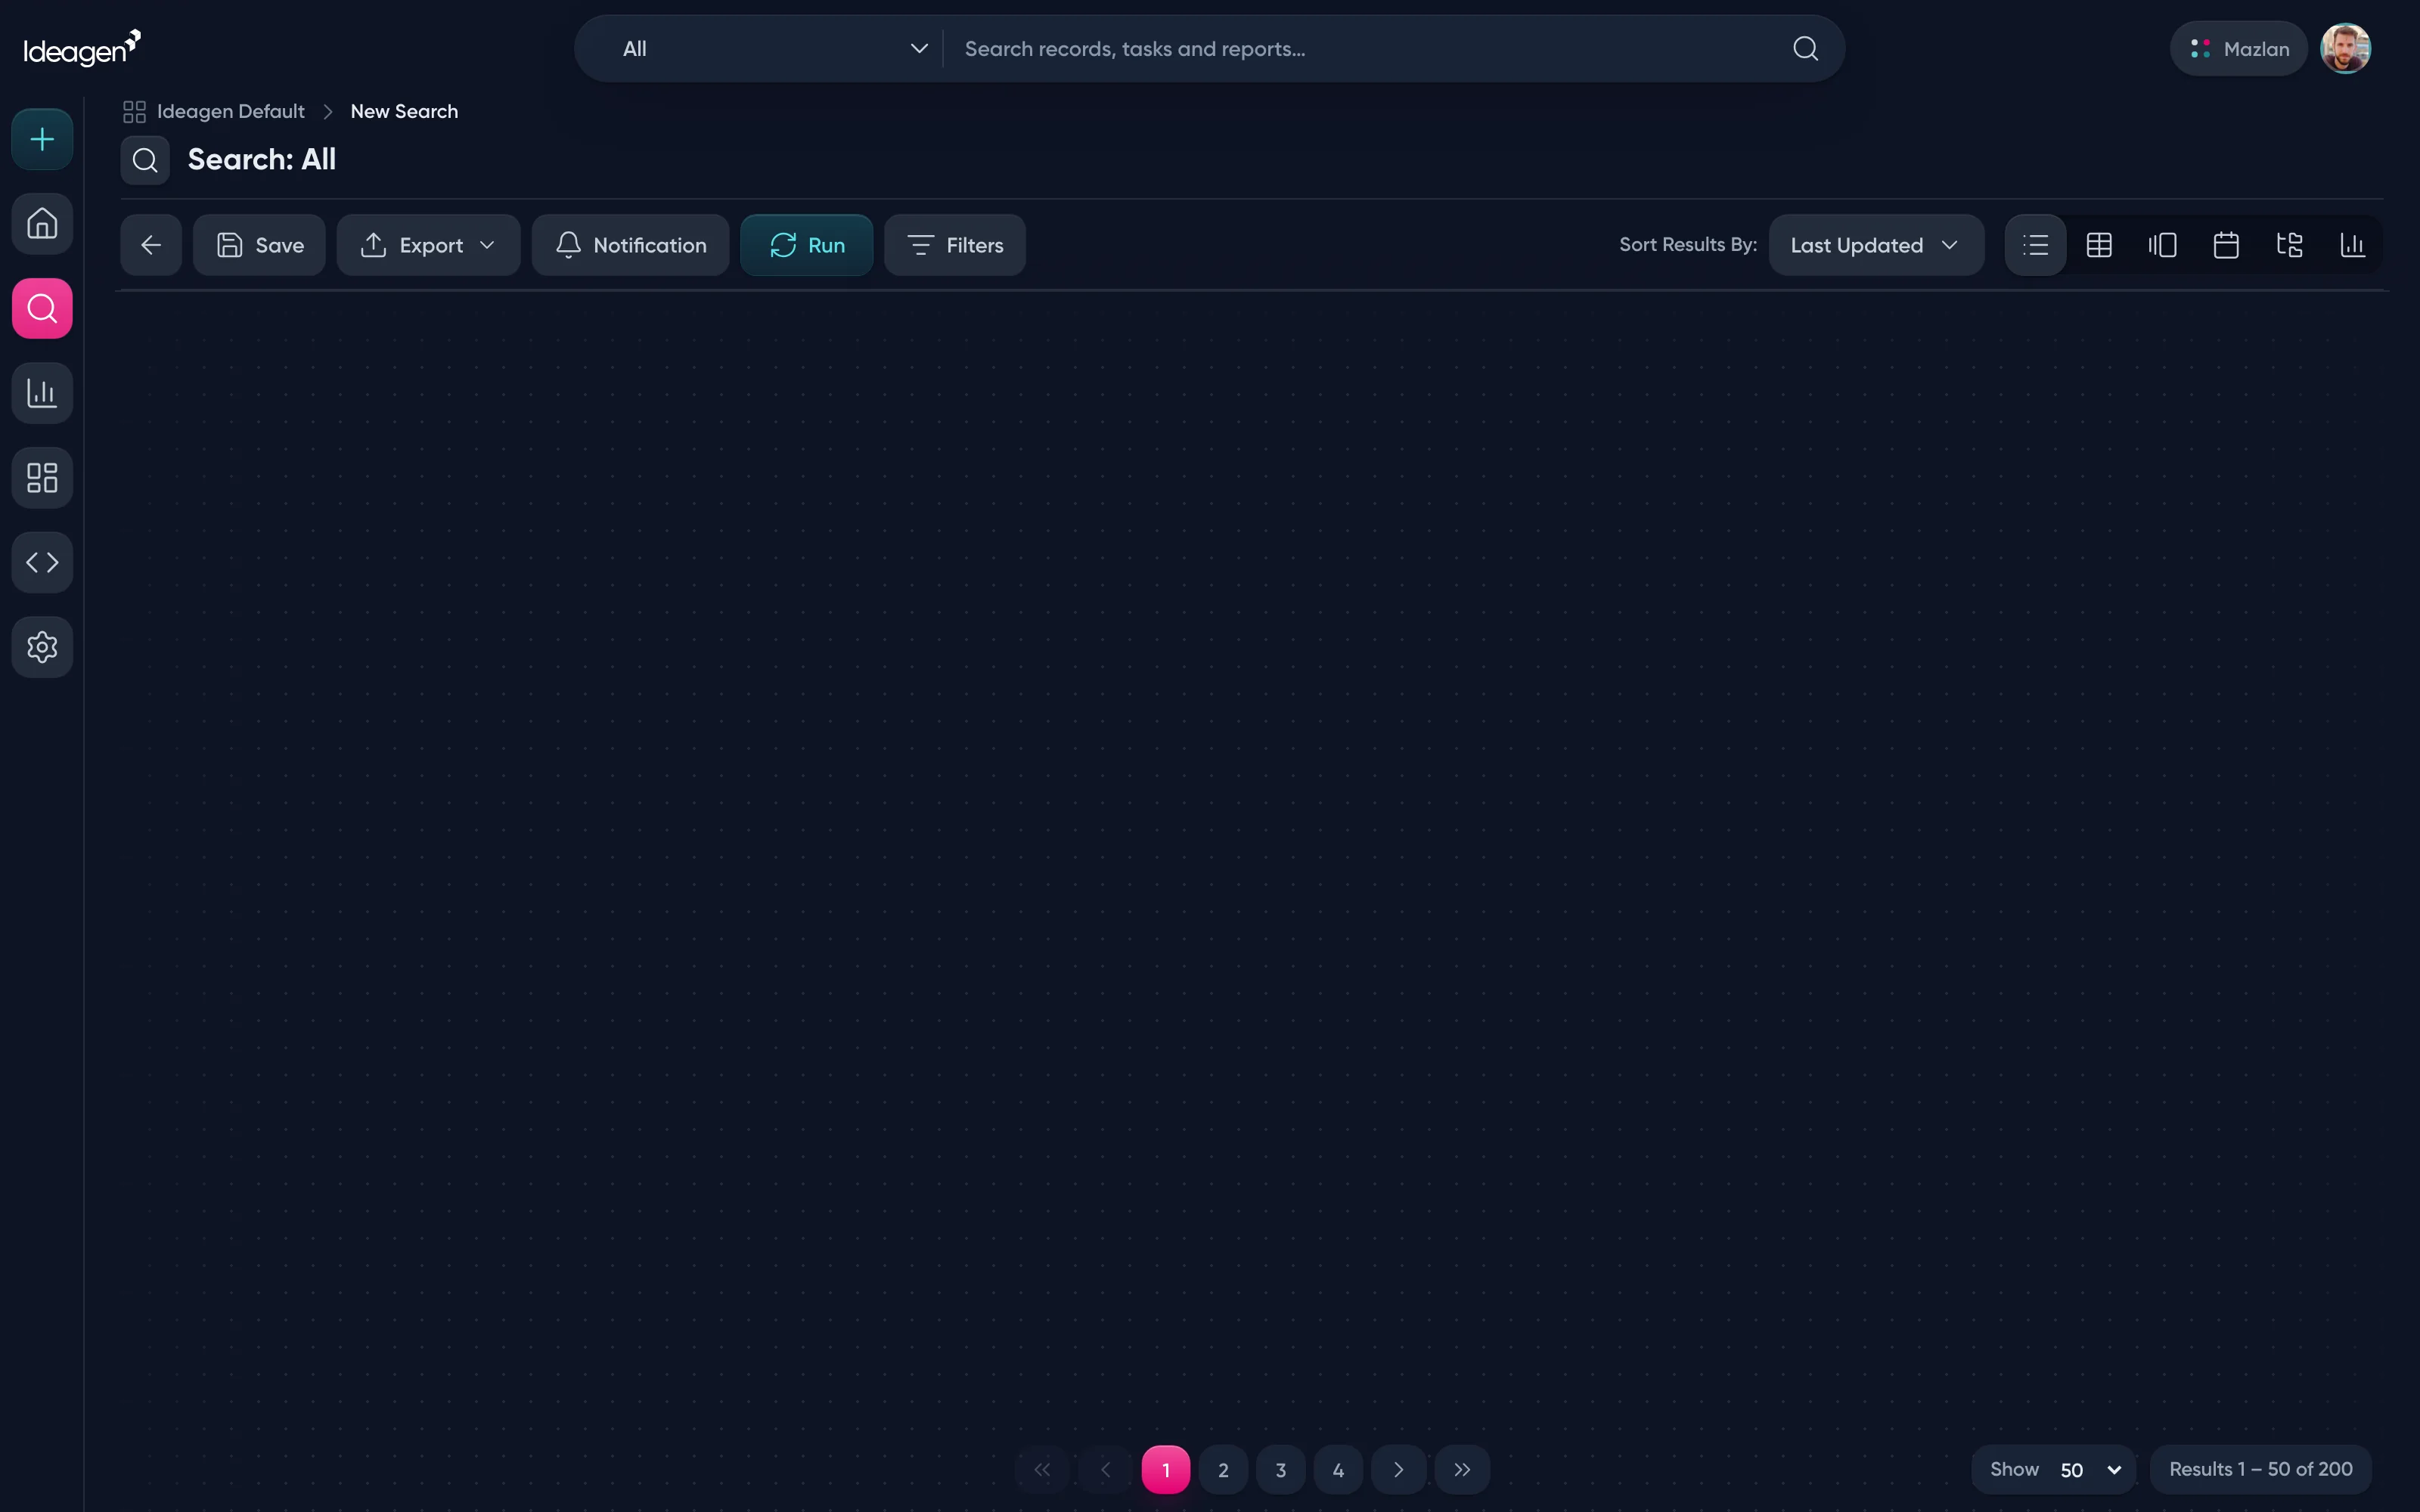 Ideagen
All
Search records, tasks and reports...
Mazlan
Ideagen Default
New Search
Search: All
Save
Export
Notification
Run
Filters
Sort Results By:
Last Updated
1
2
3
4
Show
50
Results 1 – 50 of 200